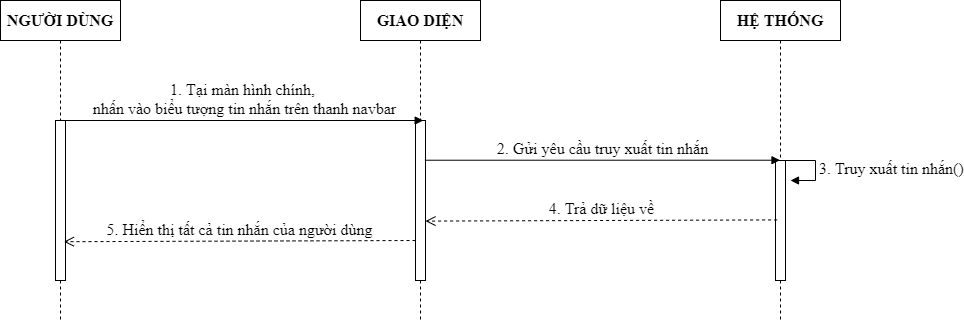 NGƯỜI DÙNG
GIAO DIỆN
HỆ THỐNG
1. Tại màn hình chính,
nhấn vào biểu tượng tin nhắn trên thanh navbar
2. Gửi yêu cầu truy xuất tin nhắn
3. Truy xuất tin nhắn()
4. Trả dữ liệu về
5. Hiển thị tất cả tin nhắn của người dùng